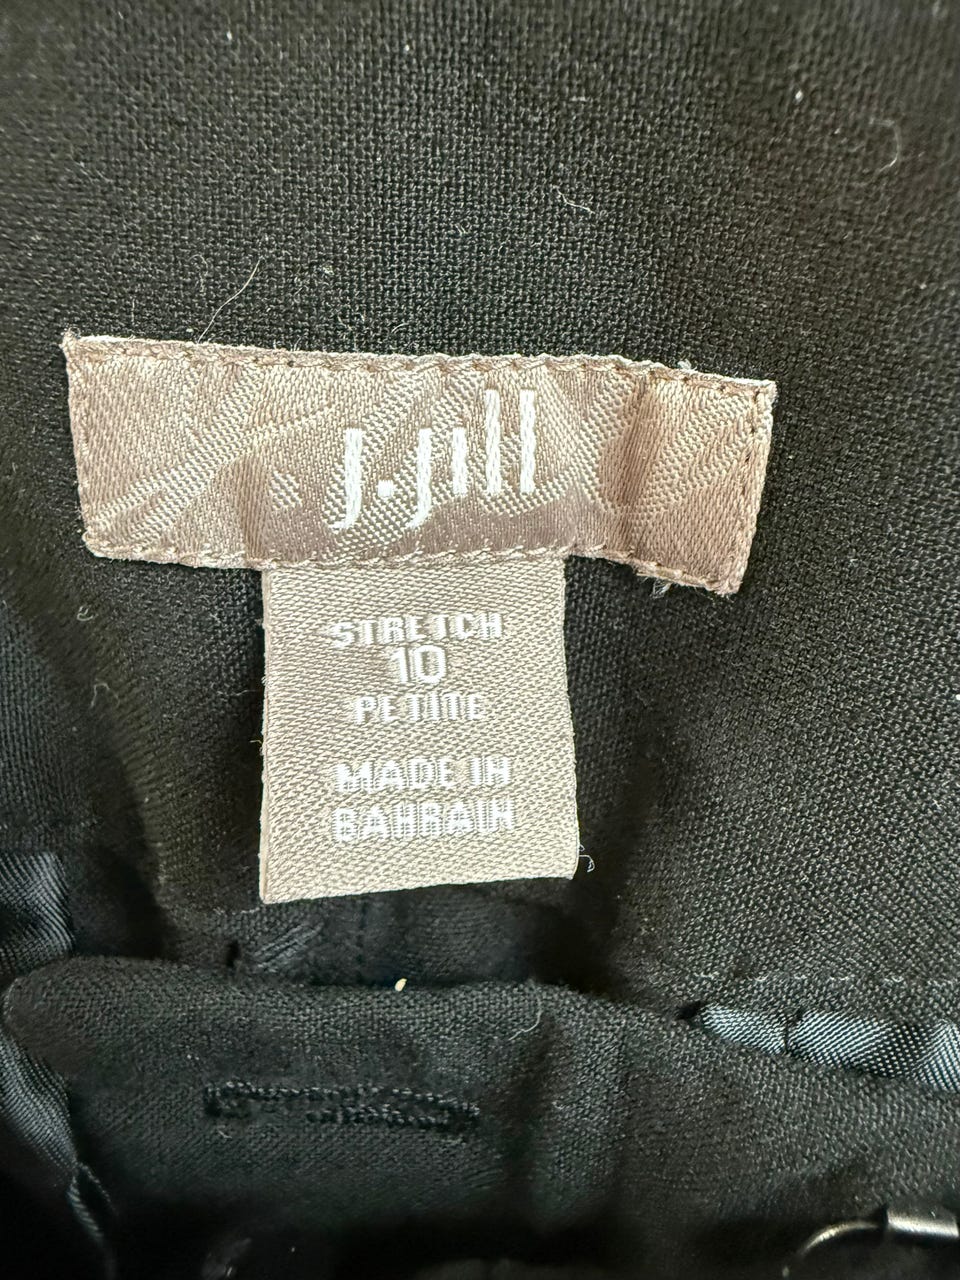 J.Jill
STRETCH
10
PETITE
MADE IN
BAHRAIN